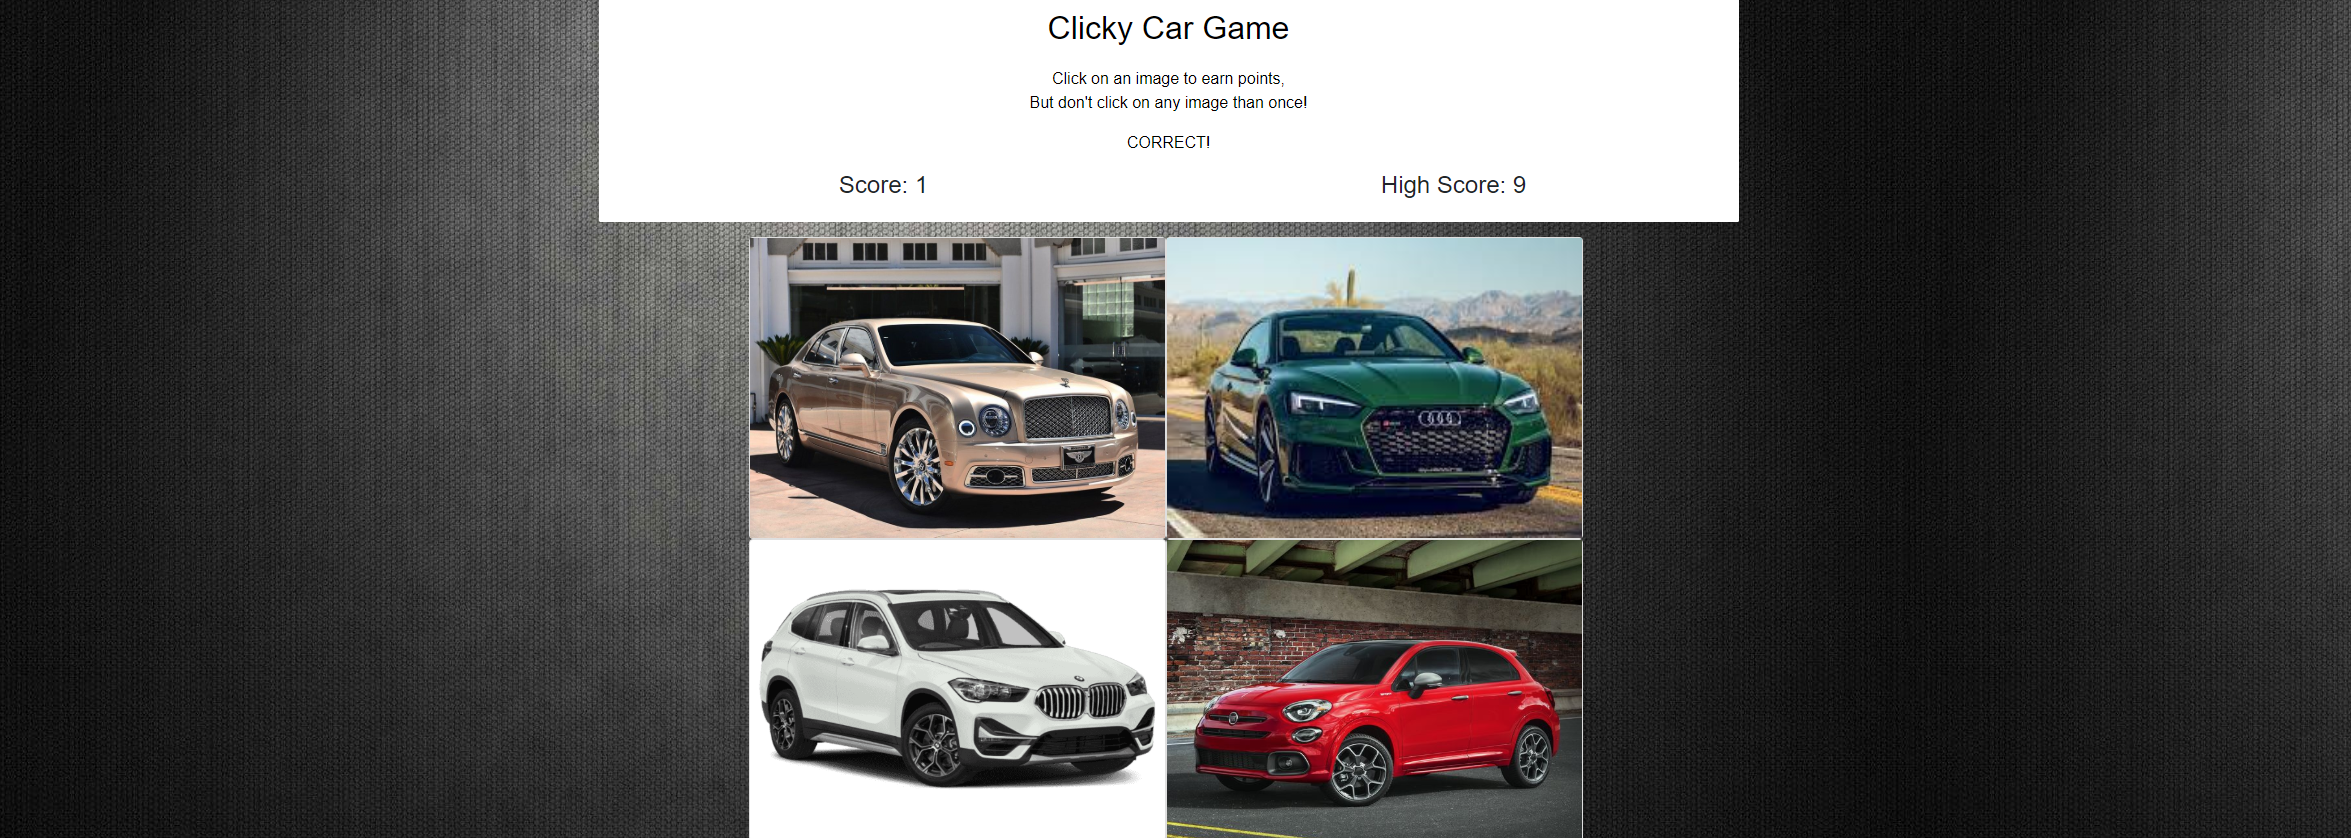 Clicky Car Game
Click on an image to earn points,
But don't click on any image than once!
CORRECT!
Score: 1
High Score: 9